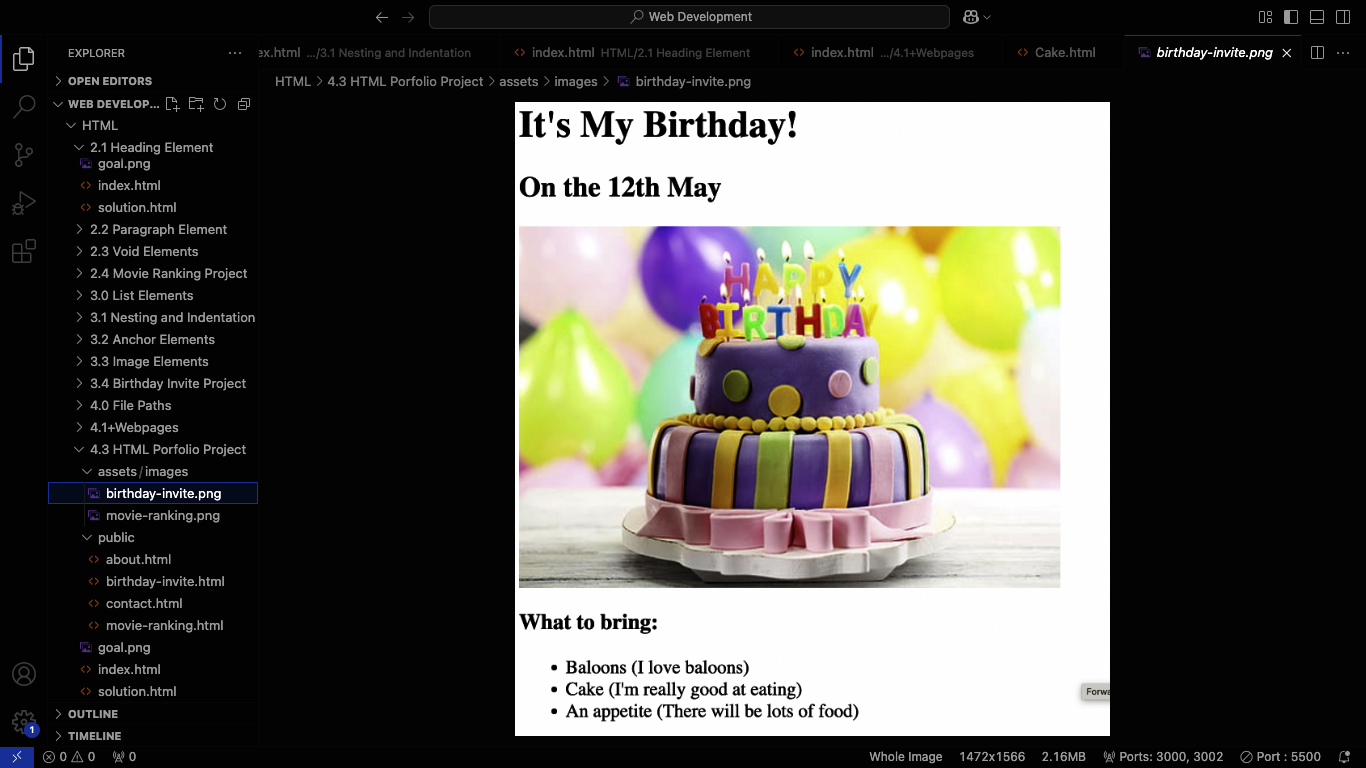 Web Development
EXPLORER
ex.html .../3.1 Nesting and Indentation
index.html HTML/2.1 Heading Element
index.html .../4.1+Webpages
Cake.html
birthday-invite.png
OPEN EDITORS
HTML > 4.3 HTML Porfolio Project > assets > images > birthday-invite.png
WEB DEVELOP...
HTML
2.1 Heading Element
goal.png
index.html
solution.html
2.2 Paragraph Element
2.3 Void Elements
2.4 Movie Ranking Project
3.0 List Elements
3.1 Nesting and Indentation
3.2 Anchor Elements
3.3 Image Elements
3.4 Birthday Invite Project
4.0 File Paths
4.1+Webpages
4.3 HTML Porfolio Project
assets/images
birthday-invite.png
movie-ranking.png
public
about.html
birthday-invite.html
contact.html
movie-ranking.html
goal.png
index.html
solution.html
OUTLINE
TIMELINE
It's My Birthday!
On the 12th May
HAPPY
BIRTHDAY
What to bring:
Baloons (I love baloons)
Cake (I'm really good at eating)
An appetite (There will be lots of food)
Forwa
1
0 0 0
Whole Image 1472x1566 2.16MB Ports: 3000, 3002 Port : 5500